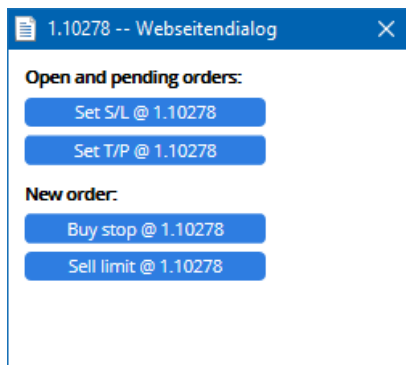 1.10278 -- Webseitendialog
Open and pending orders:
Set S/L @ 1.10278
Set T/P @ 1.10278
New order:
Buy stop @ 1.10278
Sell limit @ 1.10278